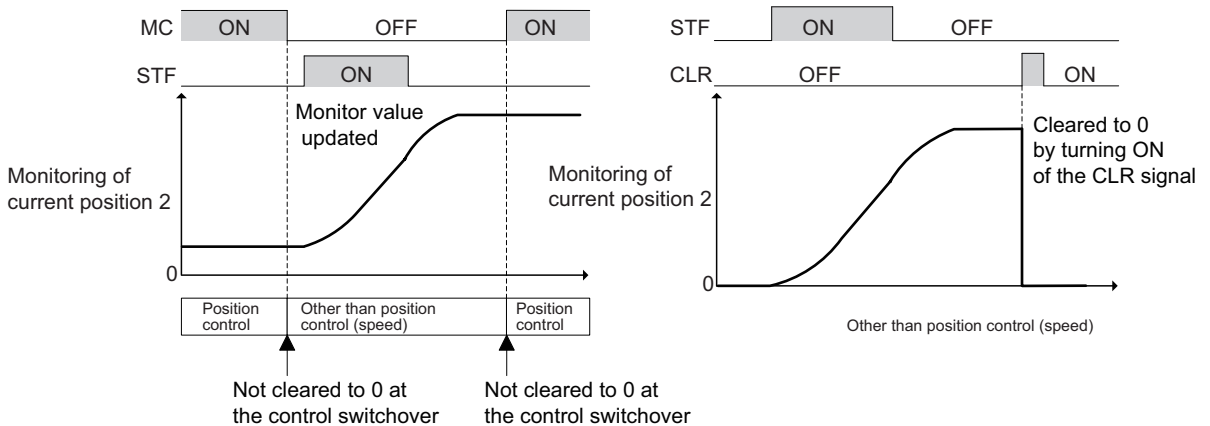 MC ON OFF ON
STF ON
Monitor value
updated
Monitoring of
current position 2
0
Position
control
Other than position
control (speed)
Position
control
Not cleared to 0 at
the control switchover
Not cleared to 0 at
the control switchover
STF ON OFF
CLR OFF ON
Cleared to 0
by turning ON
of the CLR signal
Monitoring of
current position 2
0
Other than position control (speed)